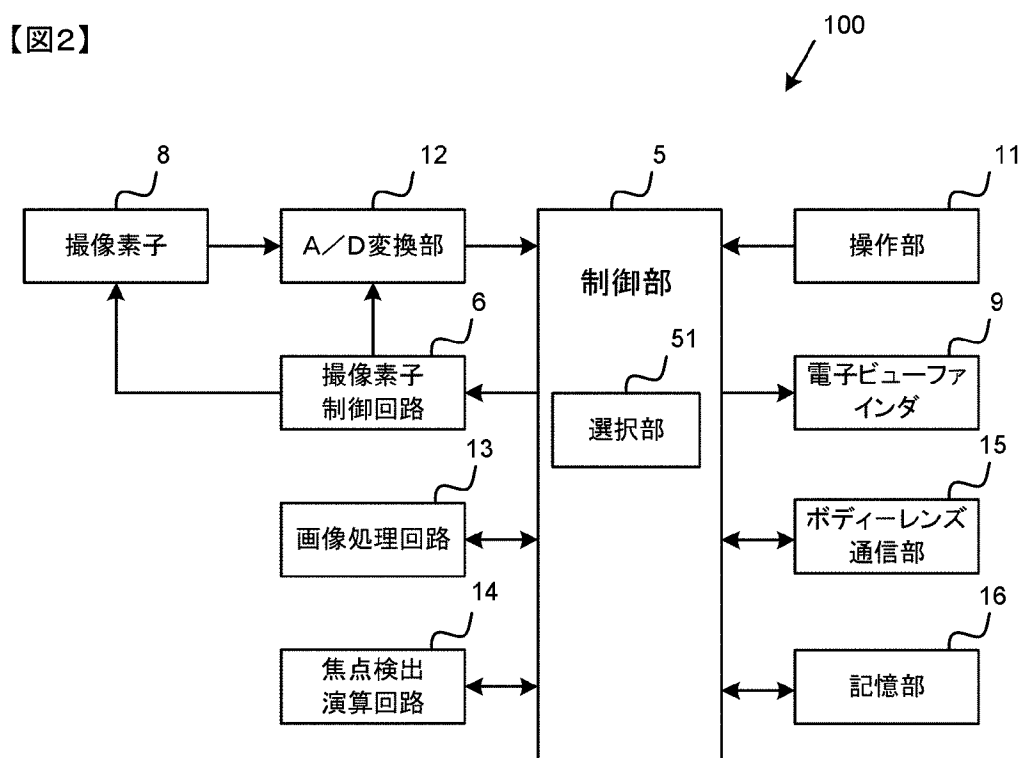 【図2】
100
8
12
5
11
撮像素子
A/D変換部
制御部
操作部
6
51
9
撮像素子
制御回路
選択部
電子ビューファ
インダ
13
15
画像処理回路
ボディーレンズ
通信部
14
16
焦点検出
演算回路
記憶部